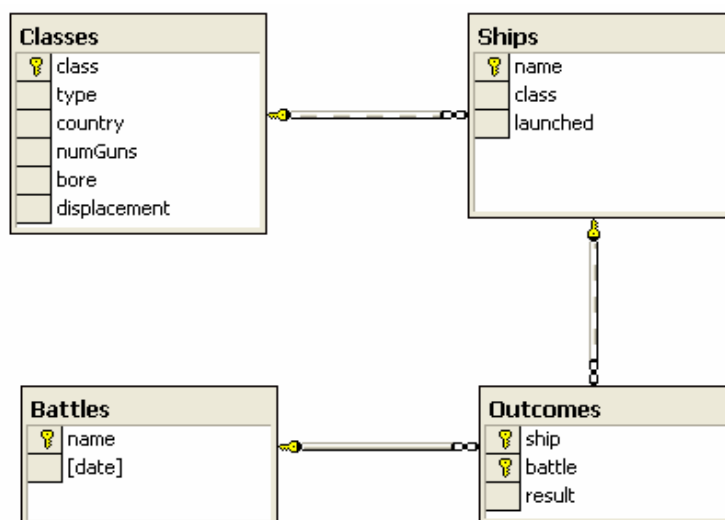 Classes
class
type
country
numGuns
bore
displacement
Ships
name
class
launched
Battles
name
[date]
Outcomes
ship
battle
result